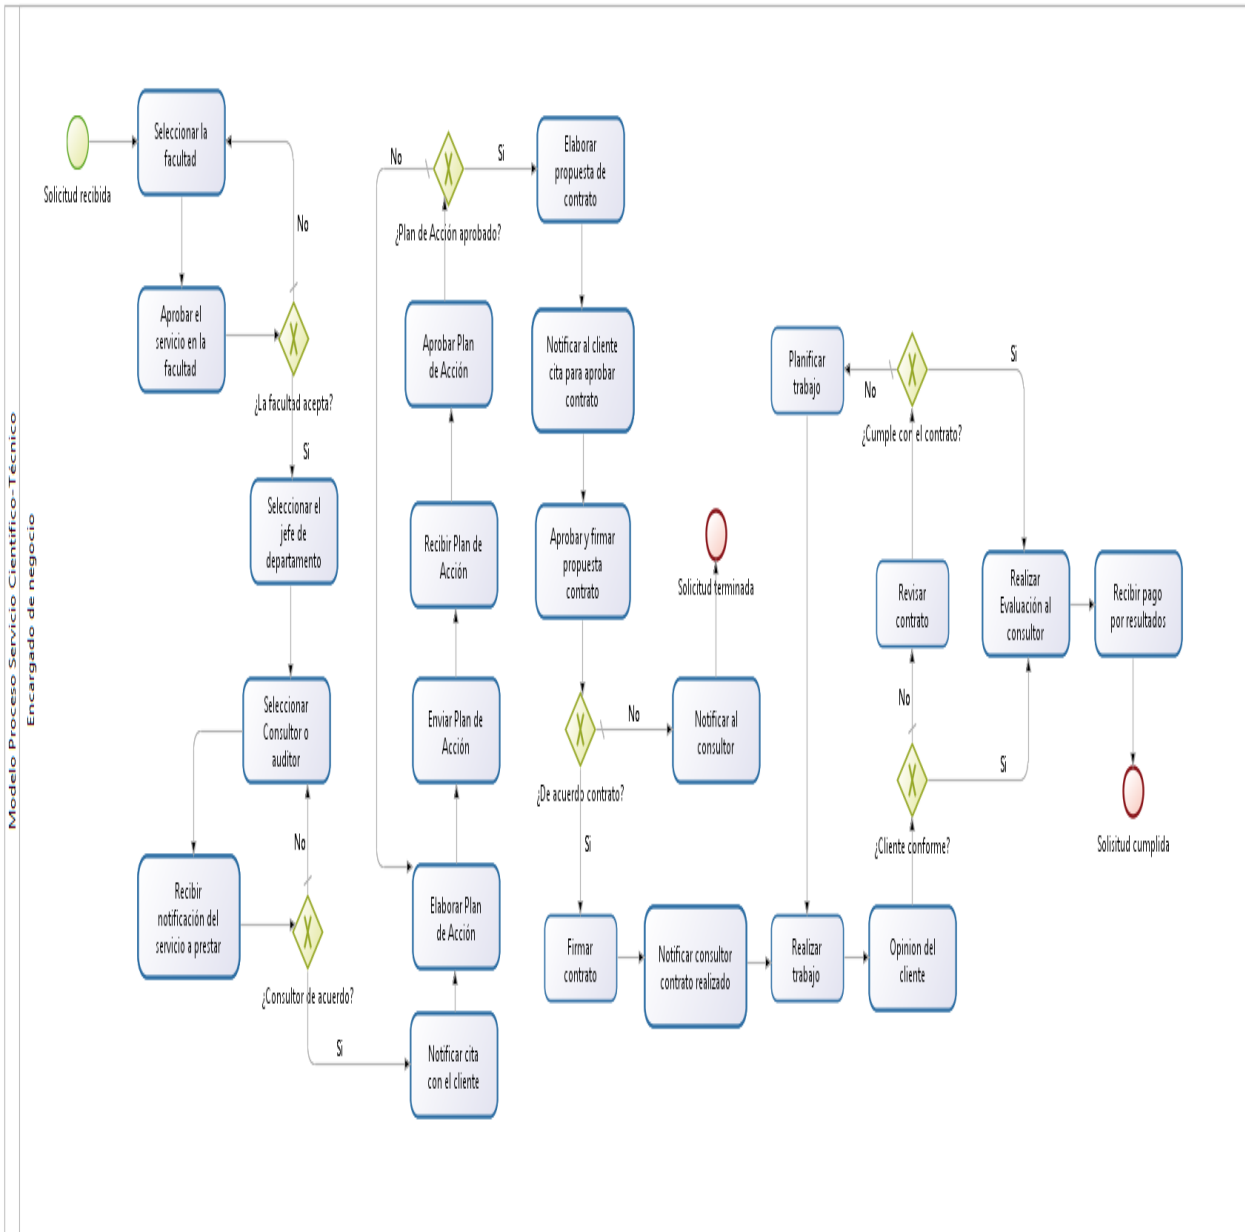 Modelo Proceso Servicio Científico-Técnico
Encargado de negocio
Solicitud recibida
Seleccionar la
facultad
No
Aprobar el
servicio en la
facultad
¿La facultad acepta?
Si
Seleccionar el
jefe de
departamento
Seleccionar
Consultor o
auditor
No
Recibir
notificación del
servicio a prestar
¿Consultor de acuerdo?
Si
Notificar cita
con el cliente
Elaborar Plan
de Acción
Enviar Plan de
Acción
Recibir Plan de
Acción
Aprobar Plan
de Acción
¿Plan de Acción aprobado?
No
Si
Elaborar
propuesta de
contrato
Notificar al cliente
cita para aprobar
contrato
Aprobar y firmar
propuesta
contrato
¿De acuerdo contrato?
No
Notificar al
consultor
Solicitud terminada
Si
Firmar
contrato
Notificar consultor
contrato realizado
Realizar
trabajo
Opinion del
cliente
¿Cliente conforme?
No
Si
Revisar
contrato
¿Cumple con el contrato?
No
Si
Planificar
trabajo
Realizar
Evaluación al
consultor
Recibir pago
por resultados
Solicitud cumplida